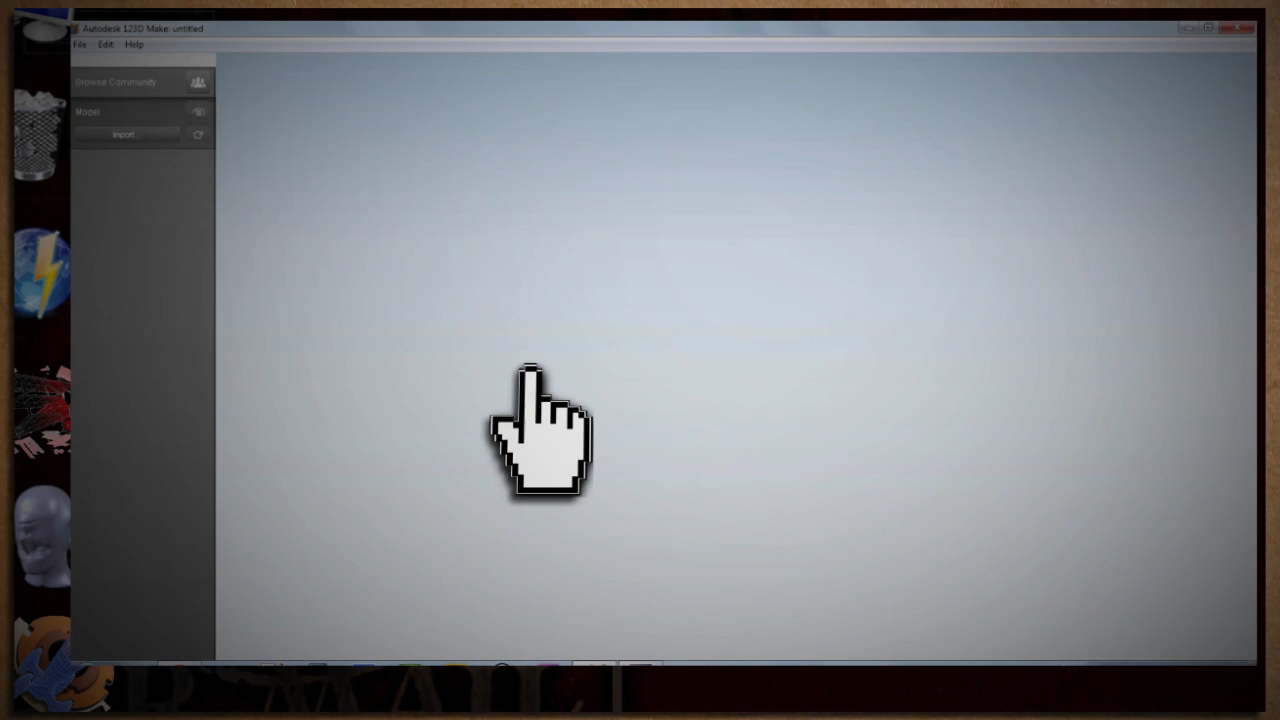 Autodesk 123D Make: untitled
File Edit Help
Browse Community
Model
Import